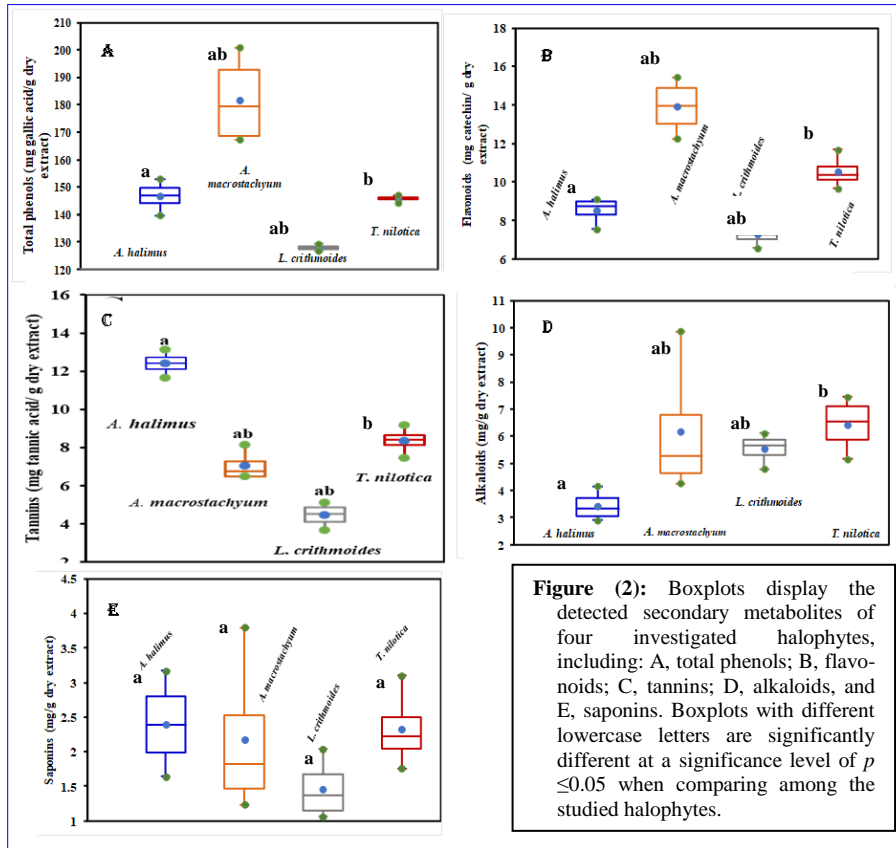 A
Total phenols (mg gallic acid/g dry
extract)
210
200
190
180
170
160
150
140
130
120
a
ab
ab
b
A. halimus
A.
macrostachyum
L. crithmoides
T. nilotica
B
Flavonoids (mg catechin/ g dry
extract)
18
16
14
12
10
8
6
a
ab
ab
b
A. halimus
A. macrostachyum
L. crithmoides
T. nilotica
C
Tannins (mg tannic acid/ g dry extract)
16
14
12
10
8
6
4
2
a
ab
ab
b
A. halimus
A. macrostachyum
L. crithmoides
T. nilotica
D
Alkaloids (mg/g dry extract)
11
10
9
8
7
6
5
4
3
2
a
ab
ab
b
A. halimus
A. macrostachyum
L. crithmoides
T. nilotica
E
Saponins (mg/g dry extract)
4.5
4
3.5
3
2.5
2
1.5
1
a
a
a
a
A. halimus
A. macrostachyum
L. crithmoides
T. nilotica
Figure (2): Boxplots display the
detected secondary metabolites of
four investigated halophytes,
including: A, total phenols; B, flavo-
noids; C, tannins; D, alkaloids, and
E, saponins. Boxplots with different
lowercase letters are significantly
different at a significance level of p
≤0.05 when comparing among the
studied halophytes.